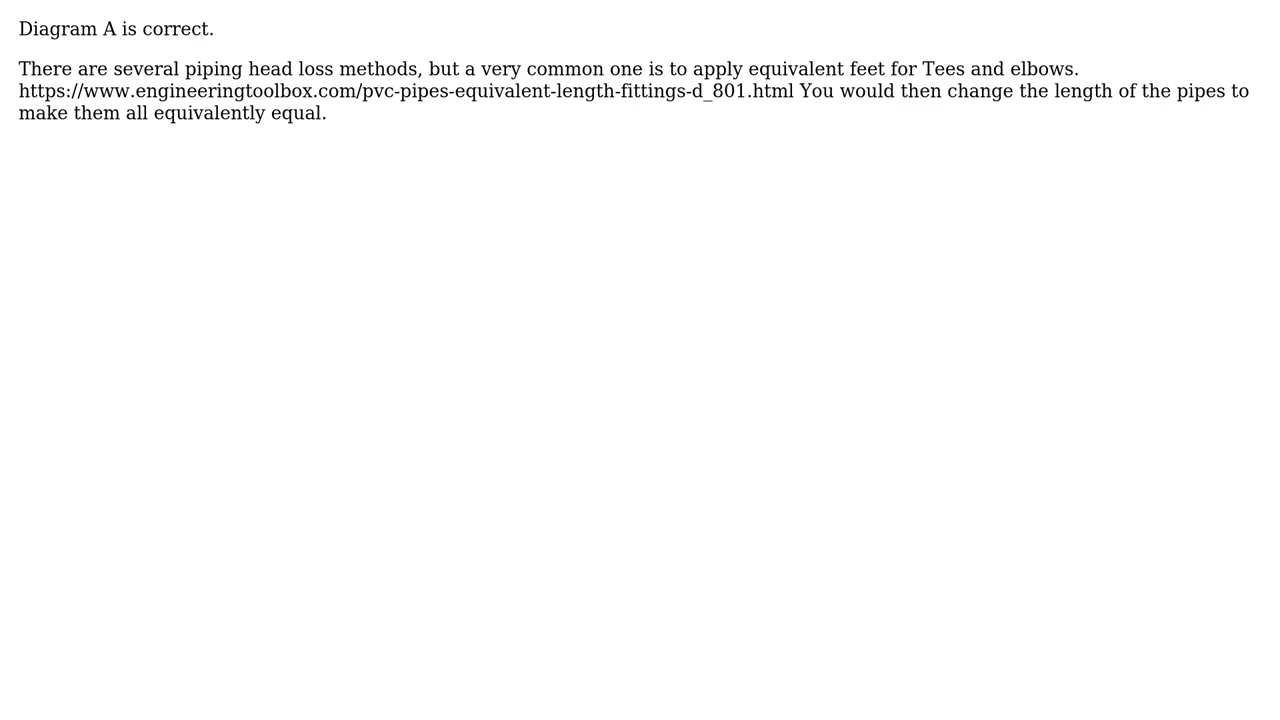 Diagram A is correct.
There are several piping head loss methods, but a very common one is to apply equivalent feet for Tees and elbows.
https://www.engineeringtoolbox.com/pvc-pipes-equivalent-length-fittings-d_801.html You would then change the length of the pipes to
make them all equivalently equal.